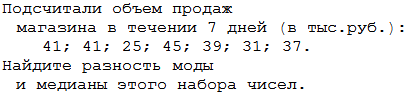 Подсчитали объем продаж
магазина в течении 7 дней (в тыс.руб.):
41; 41; 25; 45; 39; 31; 37.
Найдите разность моды
и медианы этого набора чисел.